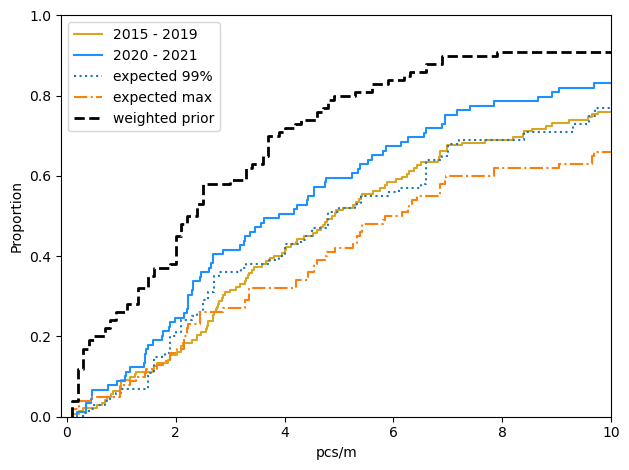 1.0
0.8
0.6
0.4
0.2
0.0
Proportion
2015 - 2019
2020 - 2021
expected 99%
expected max
weighted prior
0 2 4 6 8 10
pcs/m